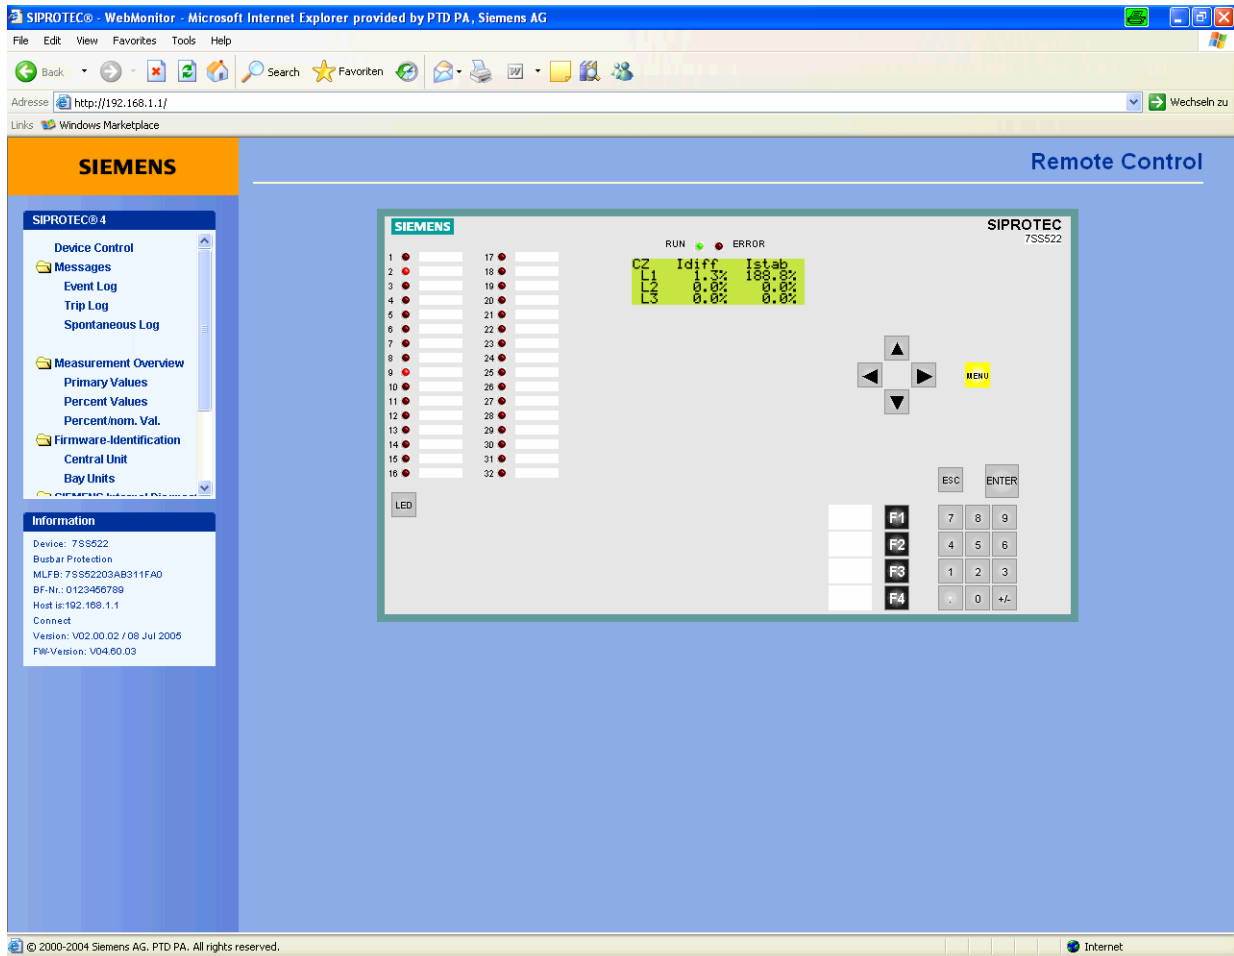 SIPROTEC® - WebMonitor - Microsoft Internet Explorer provided by PTD PA, Siemens AG
File Edit View Favorites Tools Help
Back Search Favoriten
Adresse http://192.168.1.1/ Wechseln zu
Links Windows Marketplace
SIEMENS
Remote Control
SIPROTEC® 4
Device Control
Messages
Event Log
Trip Log
Spontaneous Log
Measurement Overview
Primary Values
Percent Values
Percent/nom. Val.
Firmware-Identification
Central Unit
Bay Units
Information
Device: 7SS522
Busbar Protection
MLFB: 7SS52203AB311FA0
BF-Nr.: 0123456789
Host is:192.168.1.1
Connect
Version: V02.00.02 / 08 Jul 2005
FW-Version: V04.60.03
SIEMENS
SIPROTEC
7SS522
RUN ERROR
CZ Idiff Istab
L1 1.3% 188.8%
L2 0.0% 0.0%
L3 0.0% 0.0%
1 17
2 18
3 19
4 20
5 21
6 22
7 23
8 24
9 25
10 26
11 27
12 28
13 29
14 30
15 31
16 32
LED
MENU
ESC ENTER
F1 7 8 9
F2 4 5 6
F3 1 2 3
F4 . 0 +/-
© 2000-2004 Siemens AG. PTD PA. All rights reserved.
Internet